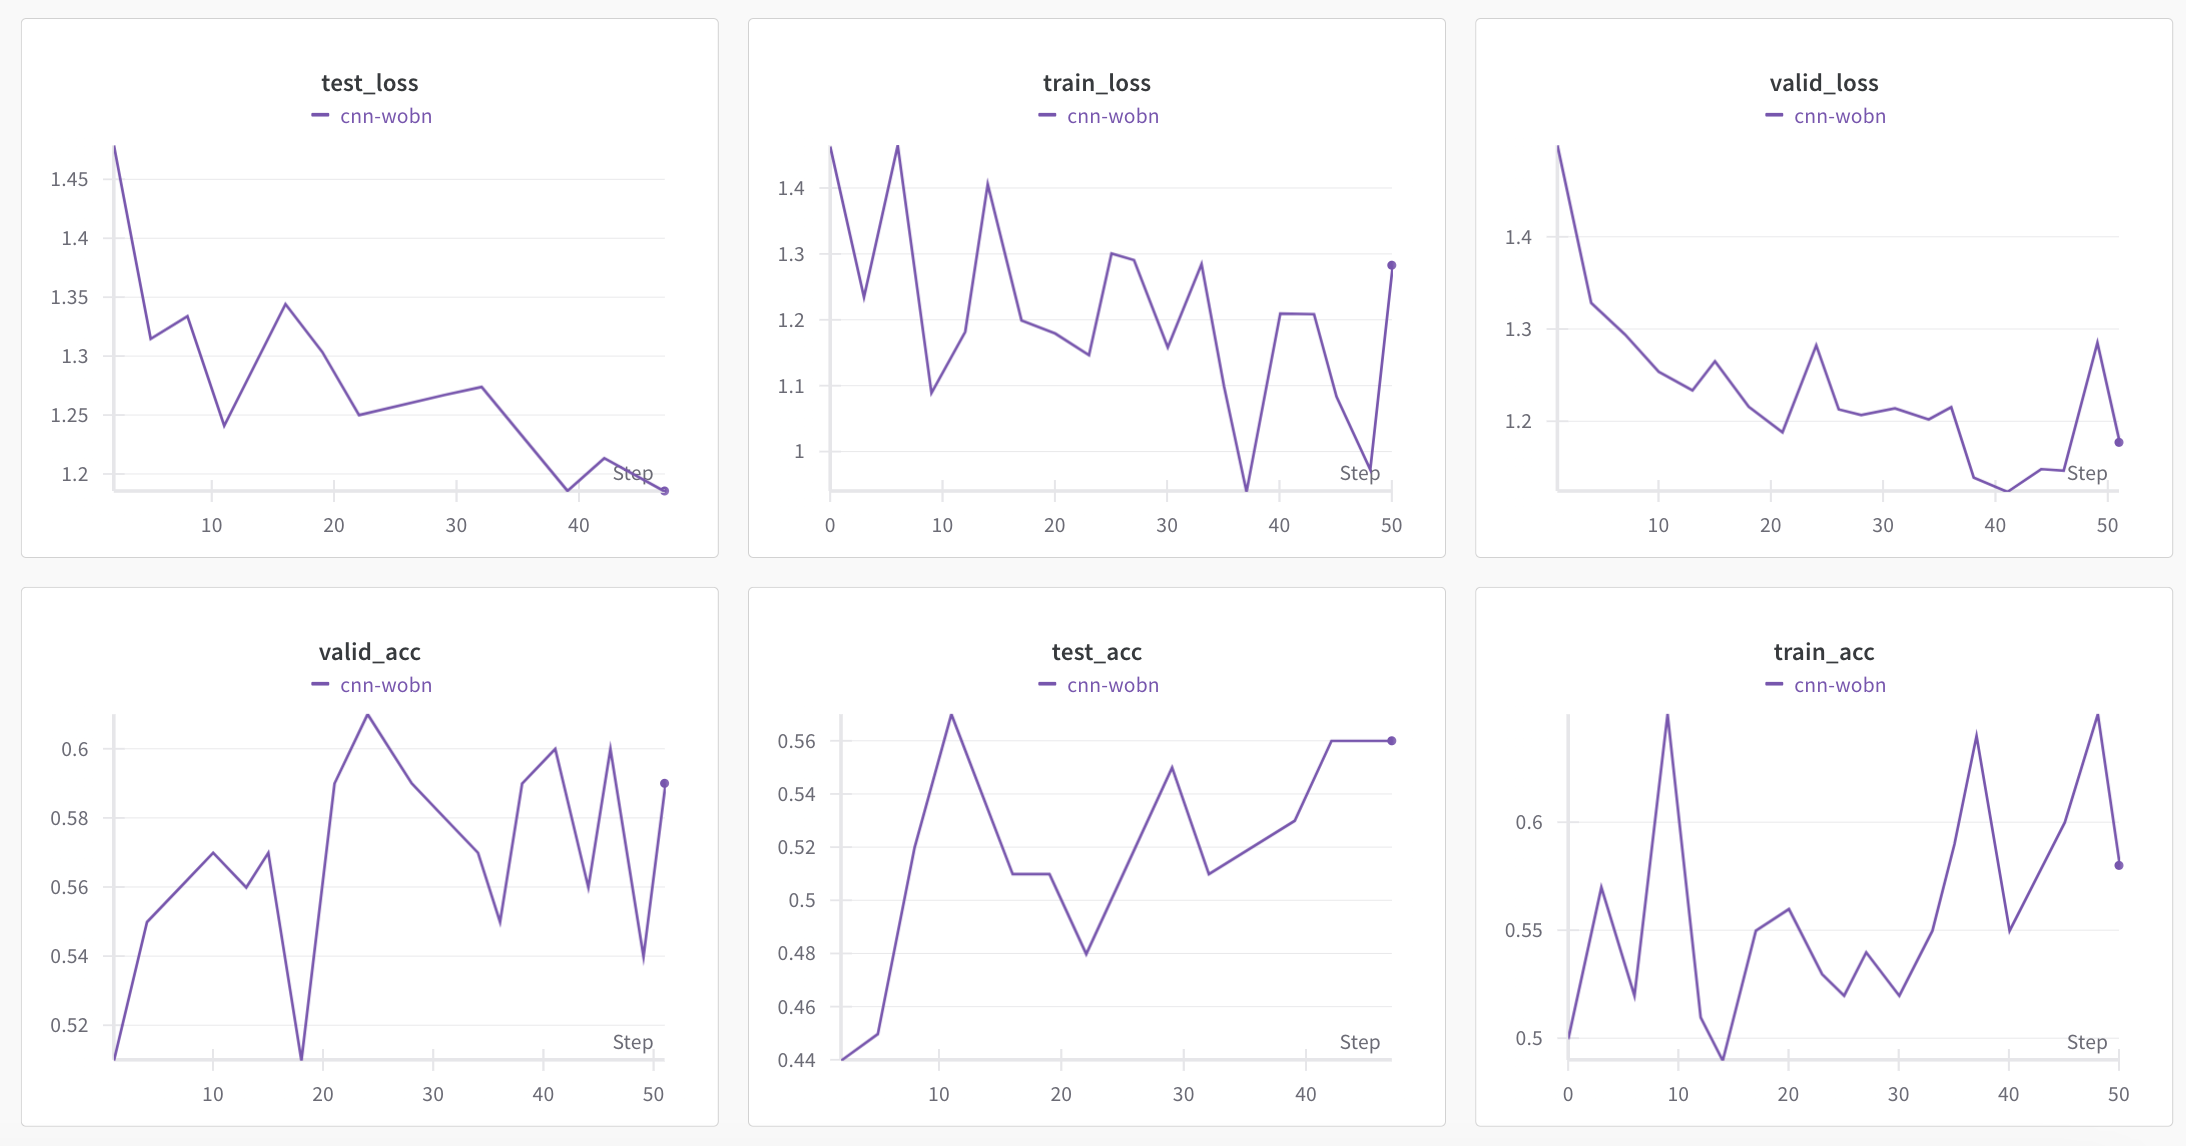 test_loss
cnn-wobn
1.45
1.4
1.35
1.3
1.25
1.2
Step
10 20 30 40
train_loss
cnn-wobn
1.4
1.3
1.2
1.1
1
Step
0 10 20 30 40 50
valid_loss
cnn-wobn
1.4
1.3
1.2
Step
10 20 30 40 50
valid_acc
cnn-wobn
0.6
0.58
0.56
0.54
0.52
Step
10 20 30 40 50
test_acc
cnn-wobn
0.56
0.54
0.52
0.5
0.48
0.46
0.44
Step
10 20 30 40
train_acc
cnn-wobn
0.6
0.55
0.5
Step
0 10 20 30 40 50